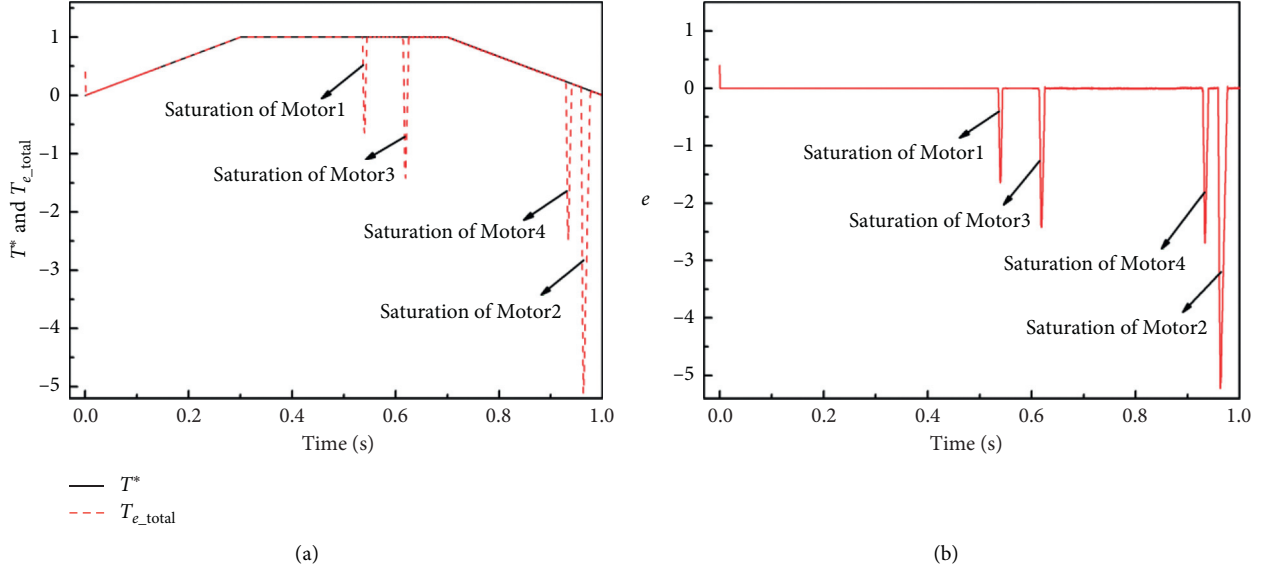 1
0
−1
−2
−3
−4
−5
T* and T_e_total
Saturation of Motor1
Saturation of Motor3
Saturation of Motor4
Saturation of Motor2
0.0 0.2 0.4 0.6 0.8 1.0
Time (s)
T*
T_e_total
(a)
1
0
−1
−2
−3
−4
−5
e
Saturation of Motor1
Saturation of Motor3
Saturation of Motor4
Saturation of Motor2
0.0 0.2 0.4 0.6 0.8 1.0
Time (s)
(b)